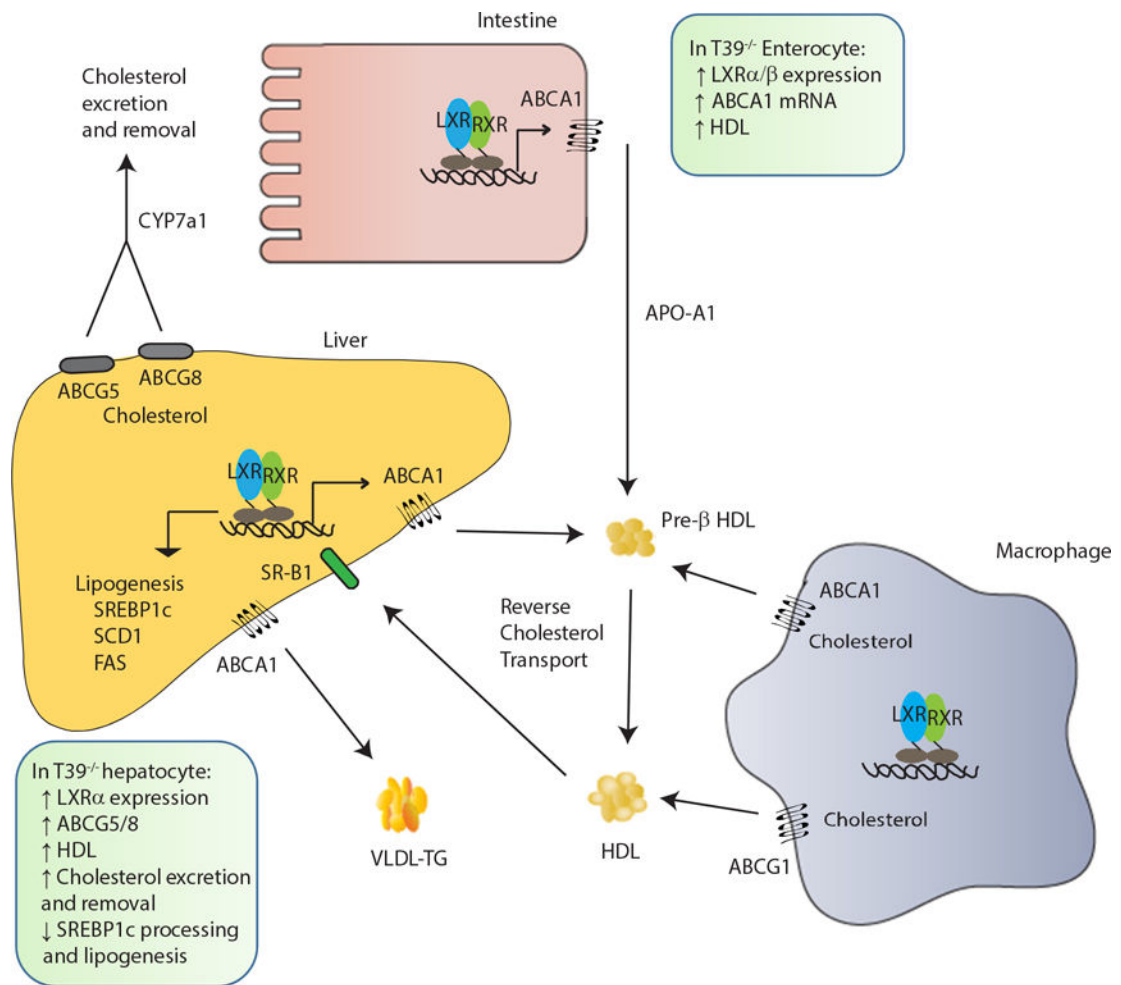 Intestine
In T39-/- Enterocyte:
↑ LXRα/β expression
↑ ABCA1 mRNA
↑ HDL
Cholesterol
excretion
and removal
ABCA1
LXR RXR
CYP7a1
APO-A1
Liver
ABCG5
ABCG8
Cholesterol
LXR RXR
ABCA1
Pre-β HDL
Macrophage
SR-B1
Lipogenesis
SREBP1c
SCD1
FAS
ABCA1
Reverse
Cholesterol
Transport
ABCA1
Cholesterol
LXR RXR
Cholesterol
ABCG1
VLDL-TG
HDL
In T39-/- hepatocyte:
↑ LXRα expression
↑ ABCG5/8
↑ HDL
↑ Cholesterol excretion
and removal
↓ SREBP1c processing
and lipogenesis